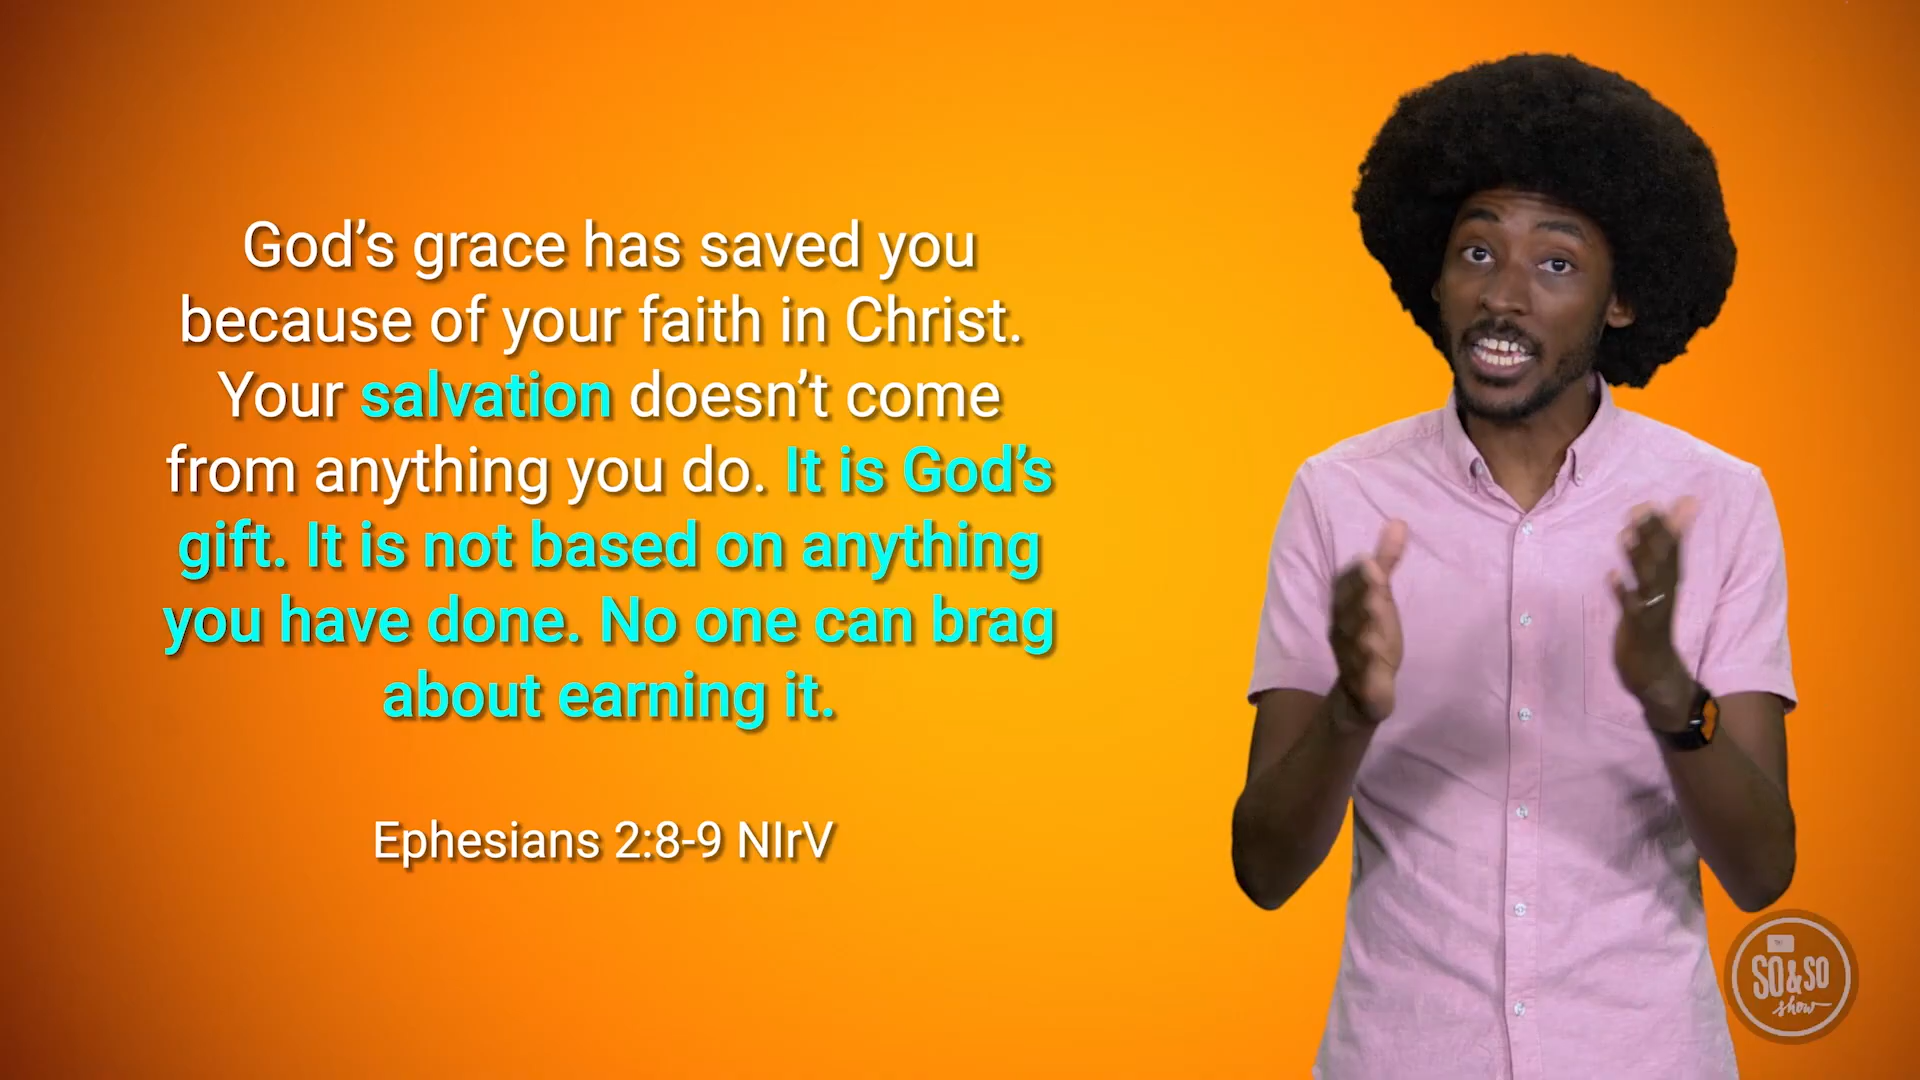 God’s grace has saved you
because of your faith in Christ.
Your salvation doesn’t come
from anything you do. It is God’s
gift. It is not based on anything
you have done. No one can brag
about earning it.
Ephesians 2:8-9 NIrV
SO & SO
show